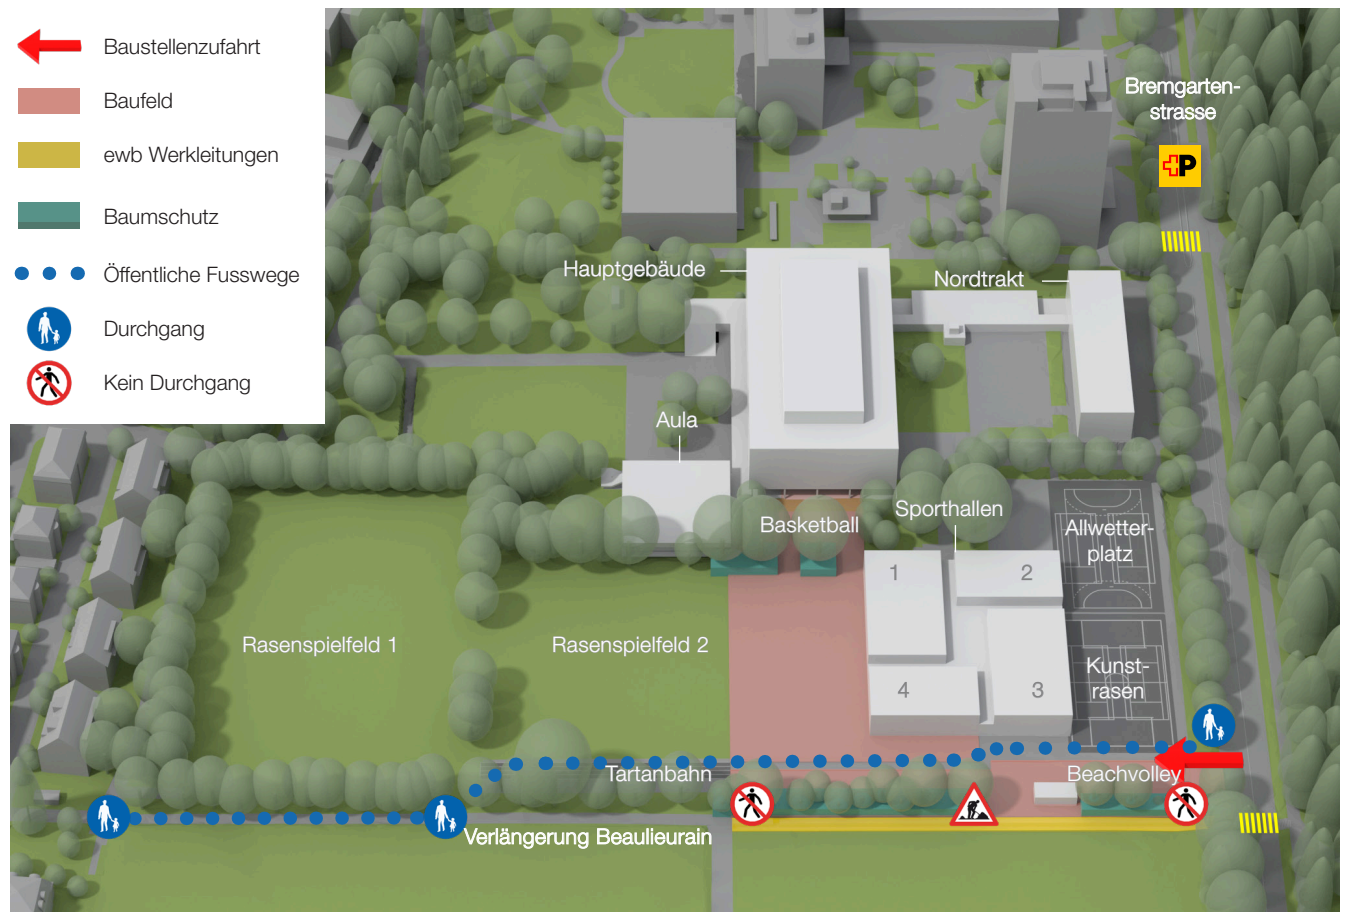 Baustellenzufahrt
Baufeld
ewb Werkleitungen
Baumschutz
Öffentliche Fusswege
Durchgang
Kein Durchgang
Bremgarten-
strasse
P
Hauptgebäude
Nordtrakt
Aula
Basketball
Sporthallen
Allwetter-
platz
1
2
Rasenspielfeld 1
Rasenspielfeld 2
Kunst-
rasen
4
3
Tartanbahn
Beachvolley
Verlängerung Beaulieurain